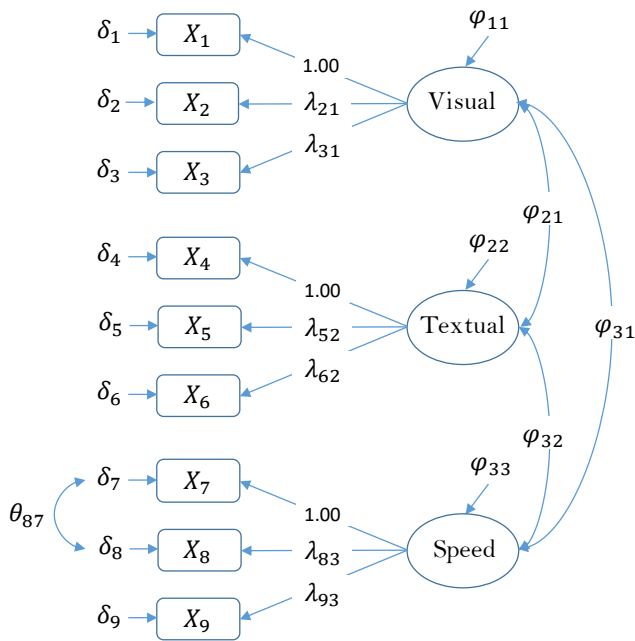 δ₁ X₁ φ₁₁
1.00
δ₂ X₂ λ₂₁ Visual
λ₃₁
δ₃ X₃
φ₂₁
δ₄ X₄ φ₂₂
1.00
δ₅ X₅ λ₅₂ Textual
φ₃₁
λ₆₂
δ₆ X₆
φ₃₂
δ₇ X₇ φ₃₃
θ₈₇ 1.00
δ₈ X₈ λ₈₃ Speed
λ₉₃
δ₉ X₉